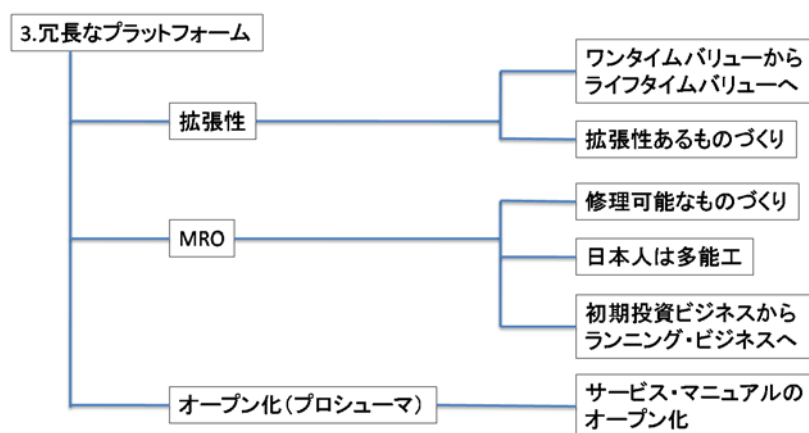 3.冗長なプラットフォーム
拡張性
ワンタイムバリューから
ライフタイムバリューへ
拡張性あるものづくり
MRO
修理可能なものづくり
日本人は多能工
初期投資ビジネスから
ランニング・ビジネスへ
オープン化(プロシューマ)
サービス・マニュアルの
オープン化